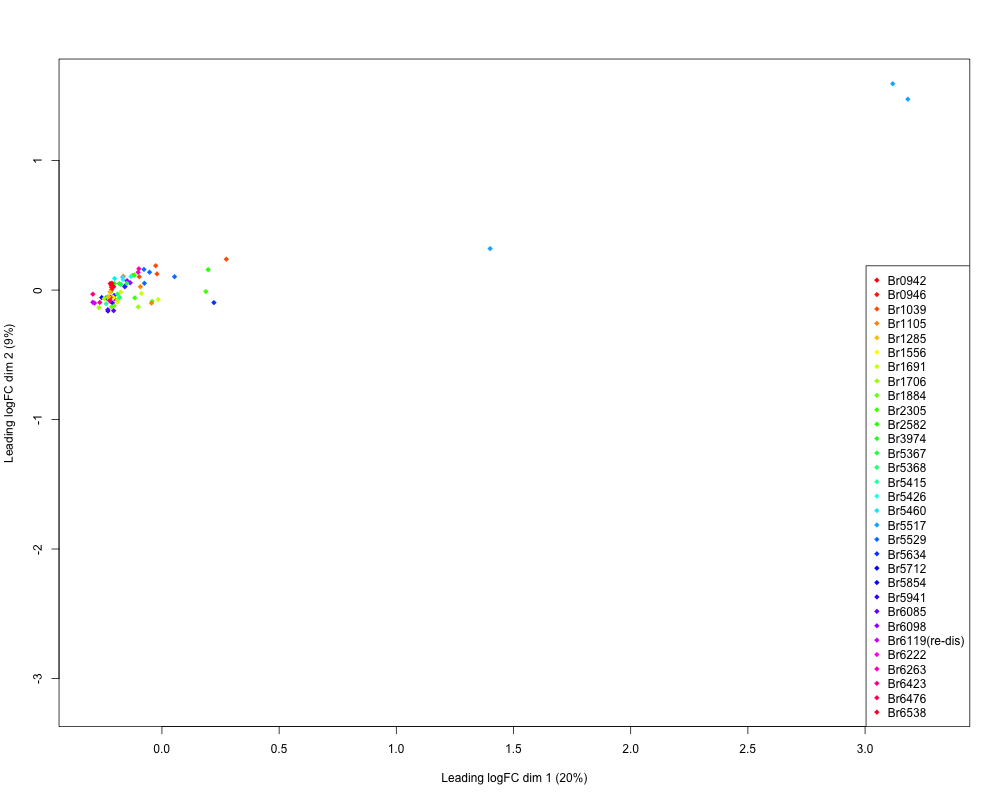 1
0
-1
-2
-3
Leading logFC dim 2 (9%)
Br0942
Br0946
Br1039
Br1105
Br1285
Br1556
Br1691
Br1706
Br1884
Br2305
Br2582
Br3974
Br5367
Br5368
Br5415
Br5426
Br5460
Br5517
Br5529
Br5634
Br5712
Br5854
Br5941
Br6085
Br6098
Br6119(re-dis)
Br6222
Br6263
Br6423
Br6476
Br6538
0.0 0.5 1.0 1.5 2.0 2.5 3.0
Leading logFC dim 1 (20%)